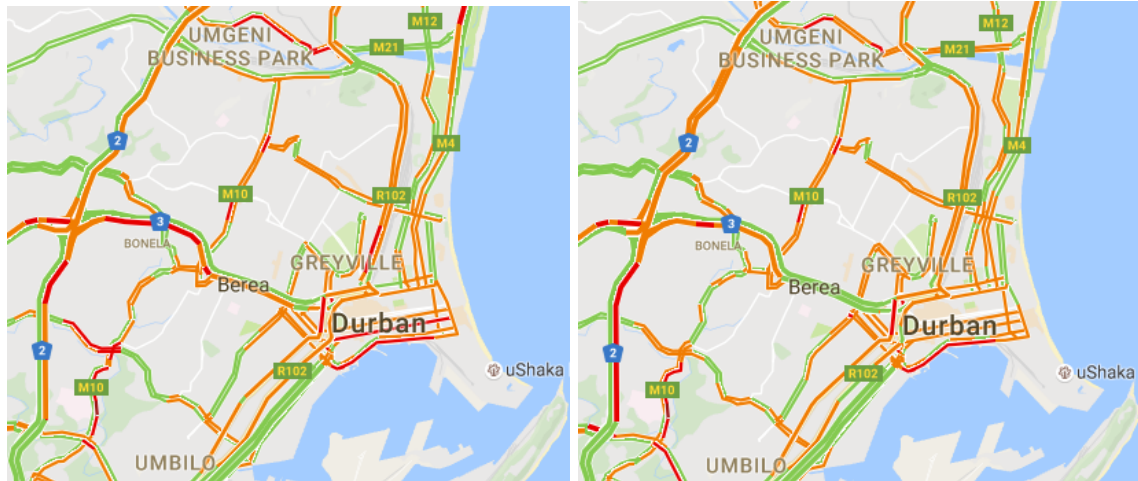 M12
UMGENI
BUSINESS PARK
M21
2
M4
M10
R102
3
BONELA
GREYVILLE
Berea
Durban
2
R102
uShaka
M10
UMBILO
M12
UMGENI
BUSINESS PARK
M21
2
M4
M10
R102
3
BONELA
GREYVILLE
Berea
Durban
2
R102
uShaka
M10
UMBILO